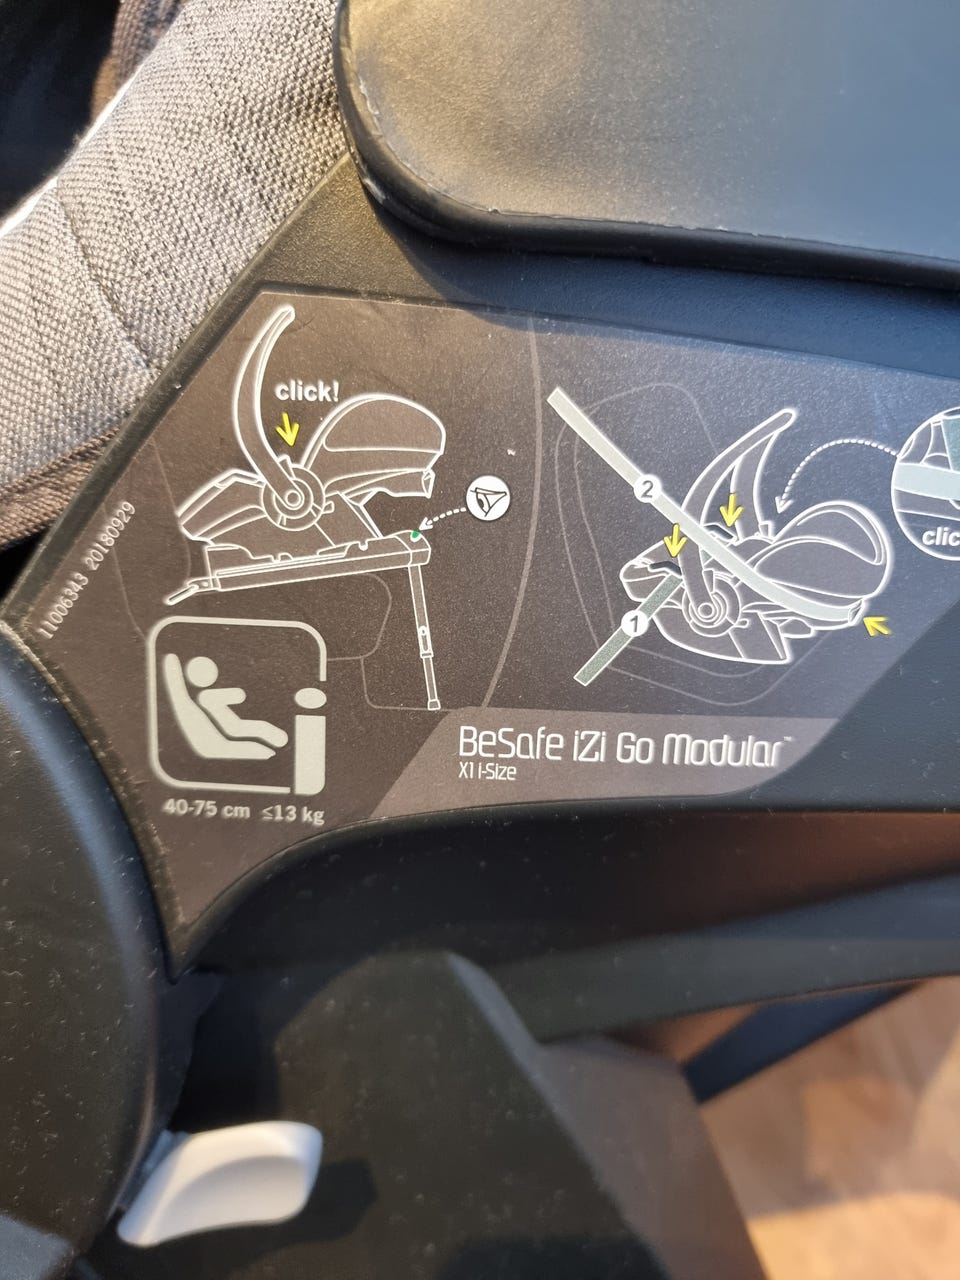 click!
2
1
clic
11006343 20180929
BeSafe iZi Go Modular™
X1 i-Size
40-75 cm ≤13 kg